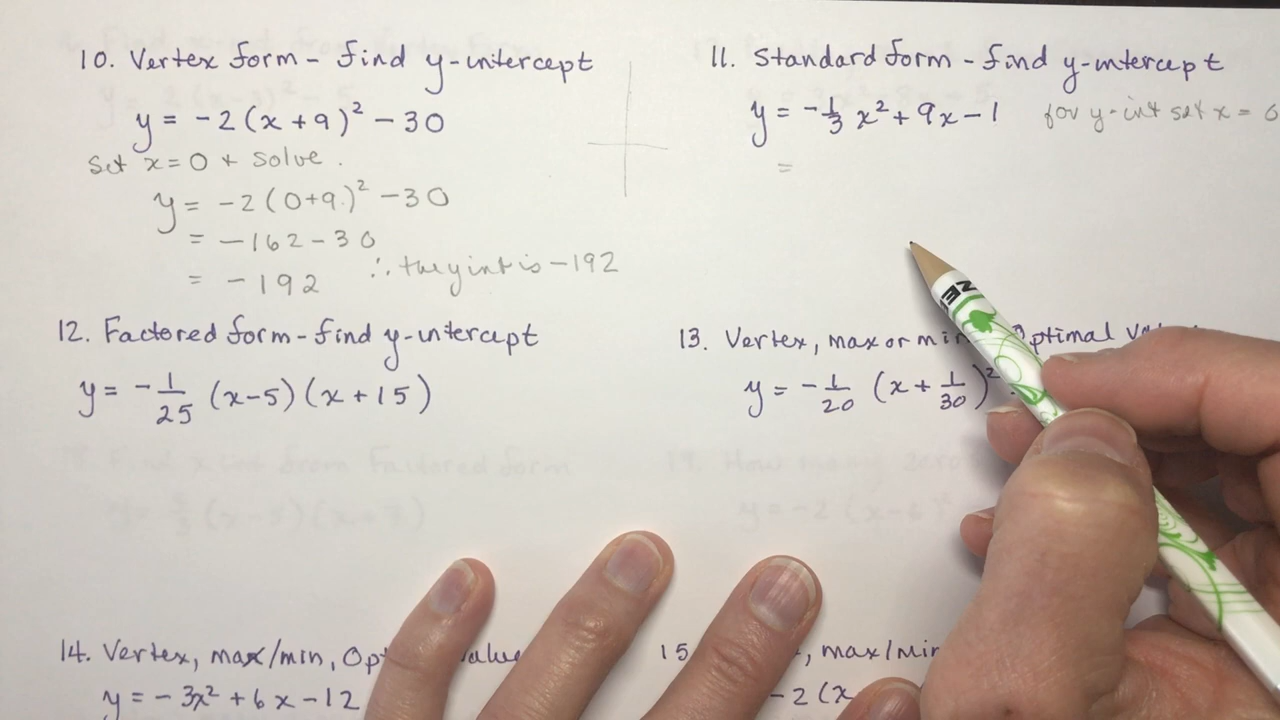 10. Vertex form - find y-intercept
y = -2(x+9)² - 30
Set x = 0 + solve.
y = -2(0+9)² - 30
= -162 - 30
= -192 ∴ the y int is -192
11. Standard form - find y-intercept
y = -1/3 x² + 9x - 1 for y-int set x = 0
=
12. Factored form - find y-intercept
y = -1/25 (x-5)(x+15)
13. Vertex, max or min
y = -1/20 (x + 1/30)²
14. Vertex, max/min,
y = -3x² + 6x - 12
15 , max/min
-2(x